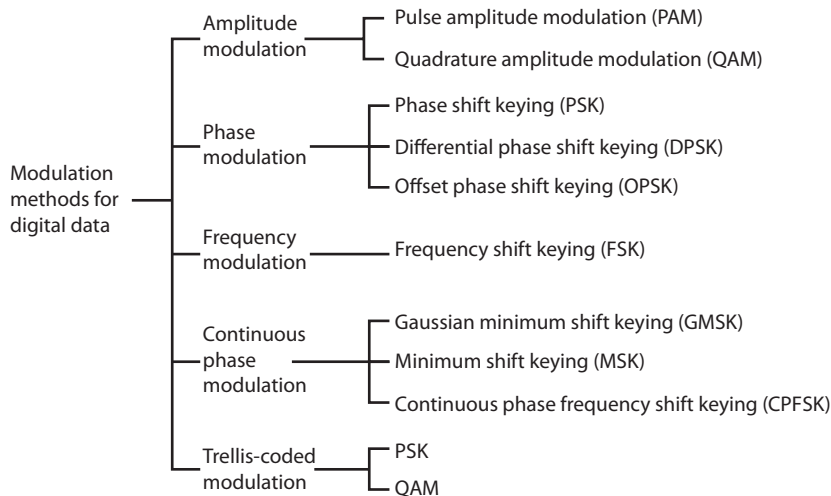 Modulation
methods for
digital data
Amplitude
modulation
Pulse amplitude modulation (PAM)
Quadrature amplitude modulation (QAM)
Phase
modulation
Phase shift keying (PSK)
Differential phase shift keying (DPSK)
Offset phase shift keying (OPSK)
Frequency
modulation
Frequency shift keying (FSK)
Continuous
phase
modulation
Gaussian minimum shift keying (GMSK)
Minimum shift keying (MSK)
Continuous phase frequency shift keying (CPFSK)
Trellis-coded
modulation
PSK
QAM